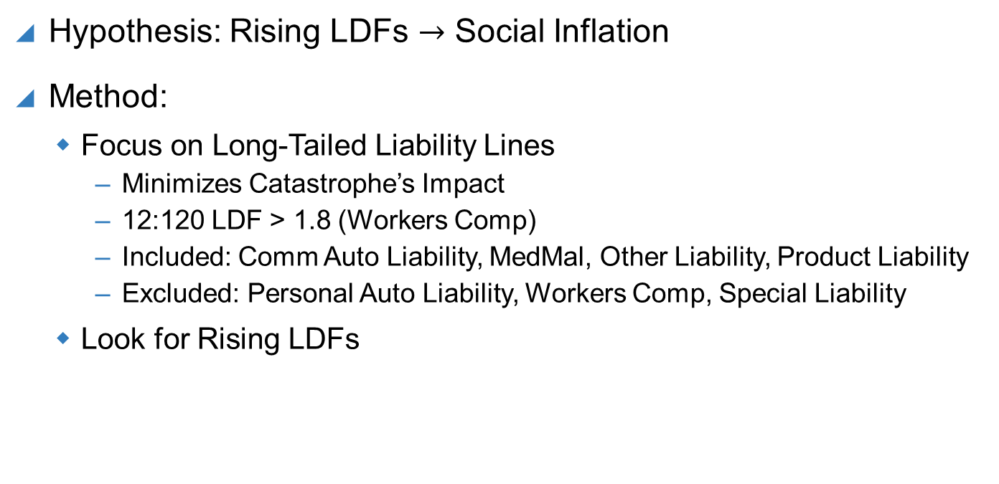 Hypothesis: Rising LDFs → Social Inflation
Method:
Focus on Long-Tailed Liability Lines
– Minimizes Catastrophe’s Impact
– 12:120 LDF > 1.8 (Workers Comp)
– Included: Comm Auto Liability, MedMal, Other Liability, Product Liability
– Excluded: Personal Auto Liability, Workers Comp, Special Liability
Look for Rising LDFs